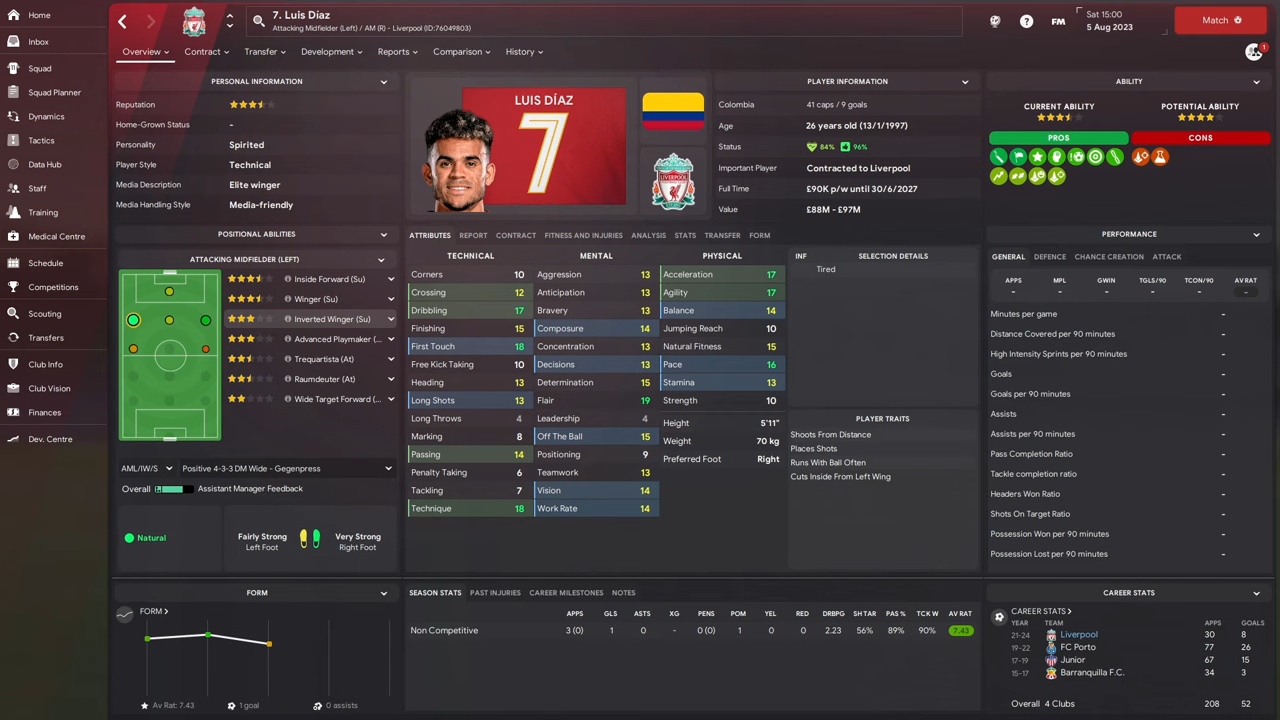 Home
Inbox
Squad
Squad Planner
Dynamics
Tactics
Data Hub
Staff
Training
Medical Centre
Schedule
Competitions
Scouting
Transfers
Club Info
Club Vision
Finances
Dev. Centre
7. Luis Díaz
Attacking Midfielder (Left) / AM (R) - Liverpool (ID:76049803)
FM
Sat 15:00
5 Aug 2023
Match
Overview
Contract
Transfer
Development
Reports
Comparison
History
1
PERSONAL INFORMATION
Reputation
Home-Grown Status -
Personality Spirited
Player Style Technical
Media Description Elite winger
Media Handling Style Media-friendly
LUIS DÍAZ
7
PLAYER INFORMATION
Colombia 41 caps / 9 goals
Age 26 years old (13/1/1997)
Status 84% 96%
Important Player Contracted to Liverpool
Full Time £90K p/w until 30/6/2027
Value £88M - £97M
ABILITY
CURRENT ABILITY POTENTIAL ABILITY
PROS CONS
POSITIONAL ABILITIES
ATTACKING MIDFIELDER (LEFT)
Inside Forward (Su)
Winger (Su)
Inverted Winger (Su)
Advanced Playmaker (...
Trequartista (At)
Raumdeuter (At)
Wide Target Forward (...
AML/IW/S Positive 4-3-3 DM Wide - Gegenpress
Overall Assistant Manager Feedback
Natural
Fairly Strong
Left Foot
Very Strong
Right Foot
ATTRIBUTES REPORT CONTRACT FITNESS AND INJURIES ANALYSIS STATS TRANSFER FORM
TECHNICAL
Corners 10
Crossing 12
Dribbling 17
Finishing 15
First Touch 18
Free Kick Taking 10
Heading 13
Long Shots 13
Long Throws 4
Marking 8
Passing 14
Penalty Taking 6
Tackling 7
Technique 18
MENTAL
Aggression 13
Anticipation 13
Bravery 13
Composure 14
Concentration 13
Decisions 13
Determination 15
Flair 19
Leadership 4
Off The Ball 15
Positioning 9
Teamwork 13
Vision 14
Work Rate 14
PHYSICAL
Acceleration 17
Agility 17
Balance 14
Jumping Reach 10
Natural Fitness 15
Pace 16
Stamina 13
Strength 10
Height 5'11"
Weight 70 kg
Preferred Foot Right
INF SELECTION DETAILS
Tired
PLAYER TRAITS
Shoots From Distance
Places Shots
Runs With Ball Often
Cuts Inside From Left Wing
PERFORMANCE
GENERAL DEFENCE CHANCE CREATION ATTACK
APPS MPL GWIN TGLS/90 TCON/90 AV RAT
- - - - - -
Minutes per game -
Distance Covered per 90 minutes -
High Intensity Sprints per 90 minutes -
Goals -
Goals per 90 minutes -
Assists -
Assists per 90 minutes -
Pass Completion Ratio -
Tackle completion ratio -
Headers Won Ratio -
Shots On Target Ratio -
Possession Won per 90 minutes -
Possession Lost per 90 minutes -
FORM
FORM >
Av Rat: 7.43 1 goal 0 assists
SEASON STATS PAST INJURIES CAREER MILESTONES NOTES
APPS GLS ASTS XG PENS POM YEL RED DRBPG SH TAR PAS % TCK W AV RAT
Non Competitive 3 (0) 1 0 - 0 (0) 1 0 0 2.23 56% 89% 90% 7.43
CAREER STATS
CAREER STATS >
YEAR TEAM APPS GOALS
21-24 Liverpool 30 8
19-22 FC Porto 77 26
17-19 Junior 67 15
15-17 Barranquilla F.C. 34 3
Overall 4 Clubs 208 52